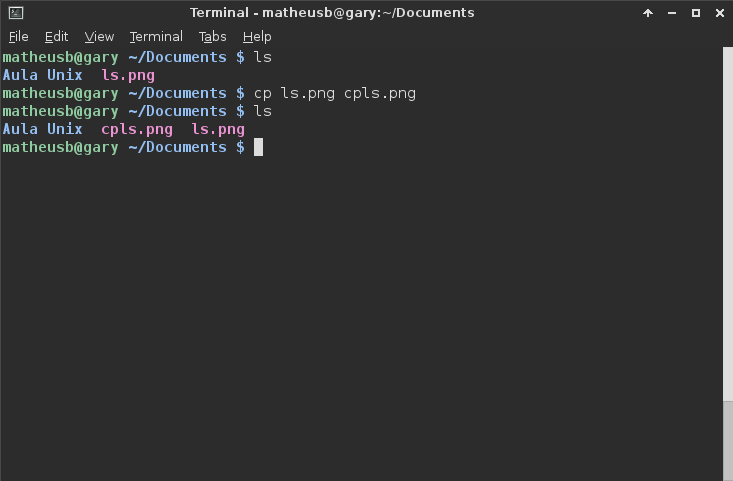 Terminal - matheusb@gary:~/Documents
File Edit View Terminal Tabs Help
matheusb@gary ~/Documents $ ls
Aula Unix  ls.png
matheusb@gary ~/Documents $ cp ls.png cpls.png
matheusb@gary ~/Documents $ ls
Aula Unix  cpls.png  ls.png
matheusb@gary ~/Documents $